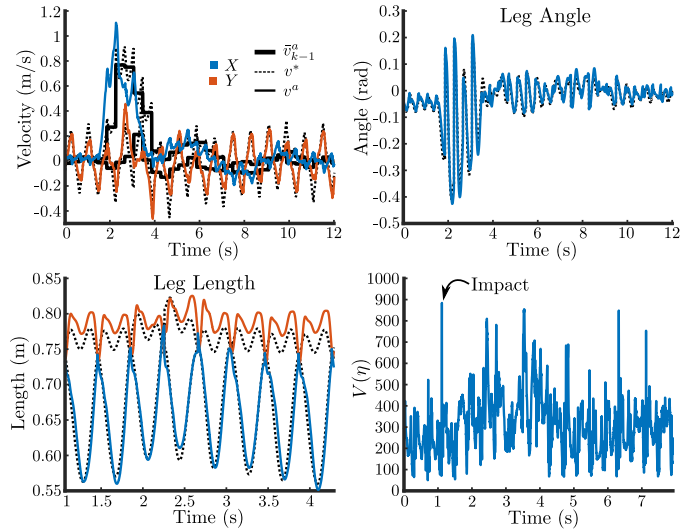 Velocity (m/s)
1.2
1
0.8
0.6
0.4
0.2
0
-0.2
-0.4
0 2 4 6 8 10 12
Time (s)
X
Y
v̄ᵃₖ₋₁
v*
vᵃ
Leg Angle
Angle (rad)
0.3
0.2
0.1
0
-0.1
-0.2
-0.3
-0.4
0.5
0 2 4 6 8 10 12
Time (s)
Leg Length
Length (m)
0.85
0.80
0.75
0.70
0.65
0.60
0.55
1 1.5 2 2.5 3 3.5 4
Time (s)
Impact
V(η)
1000
900
800
700
600
500
400
300
200
100
0
0 1 2 3 4 5 6 7
Time (s)